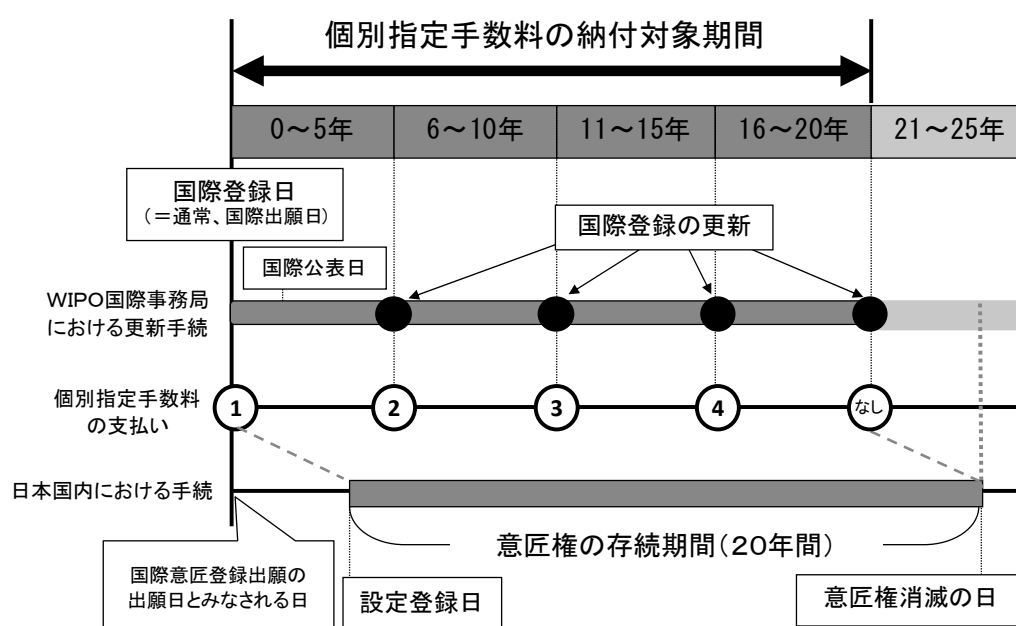 個別指定手数料の納付対象期間
0～5年
6～10年
11～15年
16～20年
21～25年
国際登録日
（＝通常、国際出願日）
国際登録の更新
国際公表日
WIPO国際事務局
における更新手続
個別指定手数料
の支払い
1
2
3
4
なし
日本国内における手続
意匠権の存続期間（20年間）
国際意匠登録出願の
出願日とみなされる日
設定登録日
意匠権消滅の日